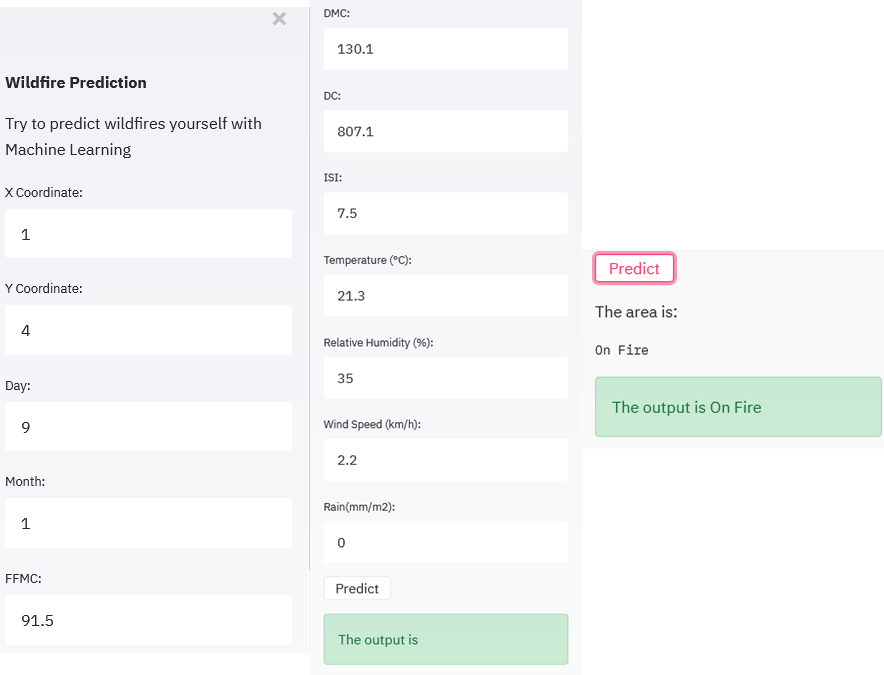 ×
Wildfire Prediction
Try to predict wildfires yourself with
Machine Learning
X Coordinate:
1
Y Coordinate:
4
Day:
9
Month:
1
FFMC:
91.5
DMC:
130.1
DC:
807.1
ISI:
7.5
Temperature (°C):
21.3
Relative Humidity (%):
35
Wind Speed (km/h):
2.2
Rain(mm/m2):
0
Predict
The output is
Predict
The area is:
On Fire
The output is On Fire